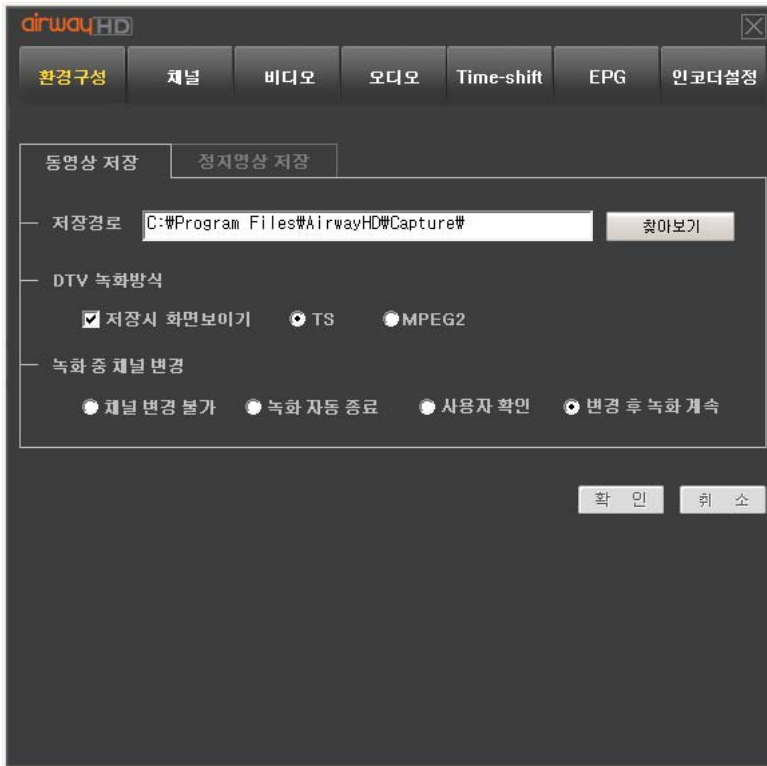 airwayHD
환경구성 채널 비디오 오디오 Time-shift EPG 인코더설정
동영상 저장 정지영상 저장
저장경로 C:₩Program Files₩AirwayHD₩Capture₩ 찾아보기
DTV 녹화방식
저장시 화면보이기 TS MPEG2
녹화 중 채널 변경
채널 변경 불가 녹화 자동 종료 사용자 확인 변경 후 녹화 계속
확 인 취 소